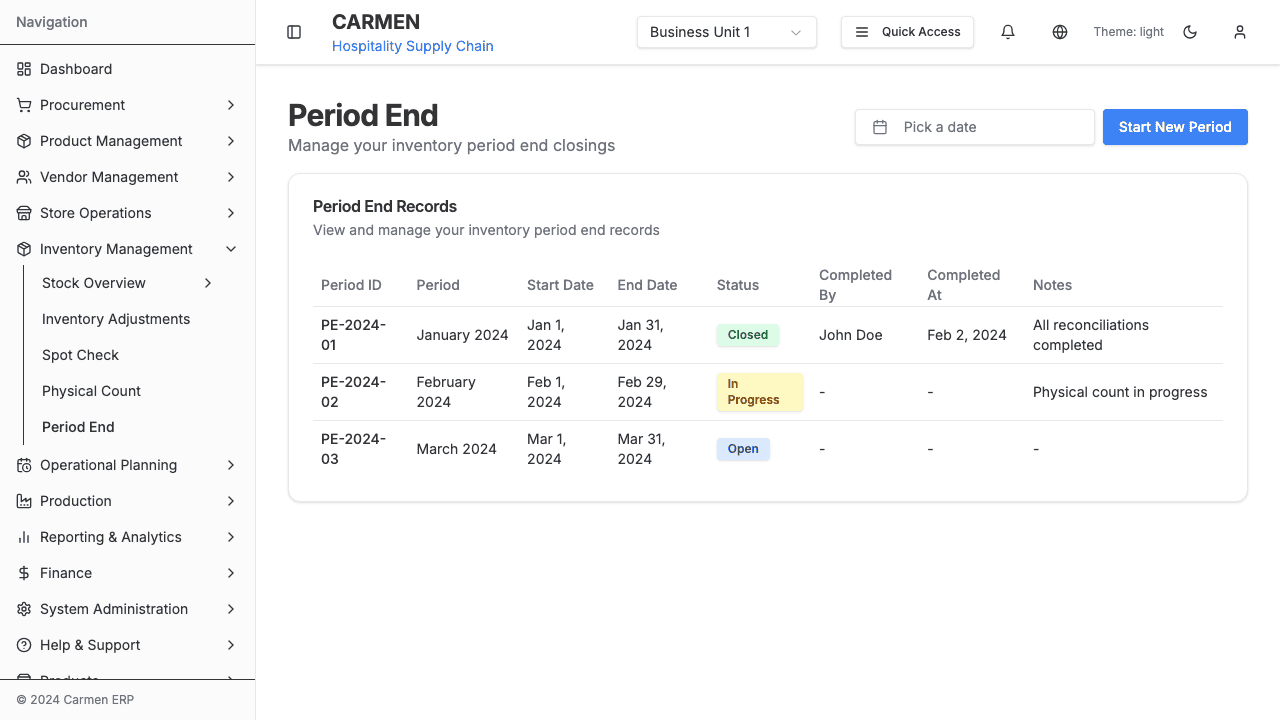 Navigation
CARMEN
Hospitality Supply Chain
Business Unit 1
Quick Access
Theme: light
Dashboard
Procurement
Product Management
Vendor Management
Store Operations
Inventory Management
Stock Overview
Inventory Adjustments
Spot Check
Physical Count
Period End
Operational Planning
Production
Reporting & Analytics
Finance
System Administration
Help & Support
© 2024 Carmen ERP
Period End
Manage your inventory period end closings
Pick a date
Start New Period
Period End Records
View and manage your inventory period end records
Period ID Period Start Date End Date Status Completed By Completed At Notes
PE-2024-01 January 2024 Jan 1, 2024 Jan 31, 2024 Closed John Doe Feb 2, 2024 All reconciliations completed
PE-2024-02 February 2024 Feb 1, 2024 Feb 29, 2024 In Progress - - Physical count in progress
PE-2024-03 March 2024 Mar 1, 2024 Mar 31, 2024 Open - - -